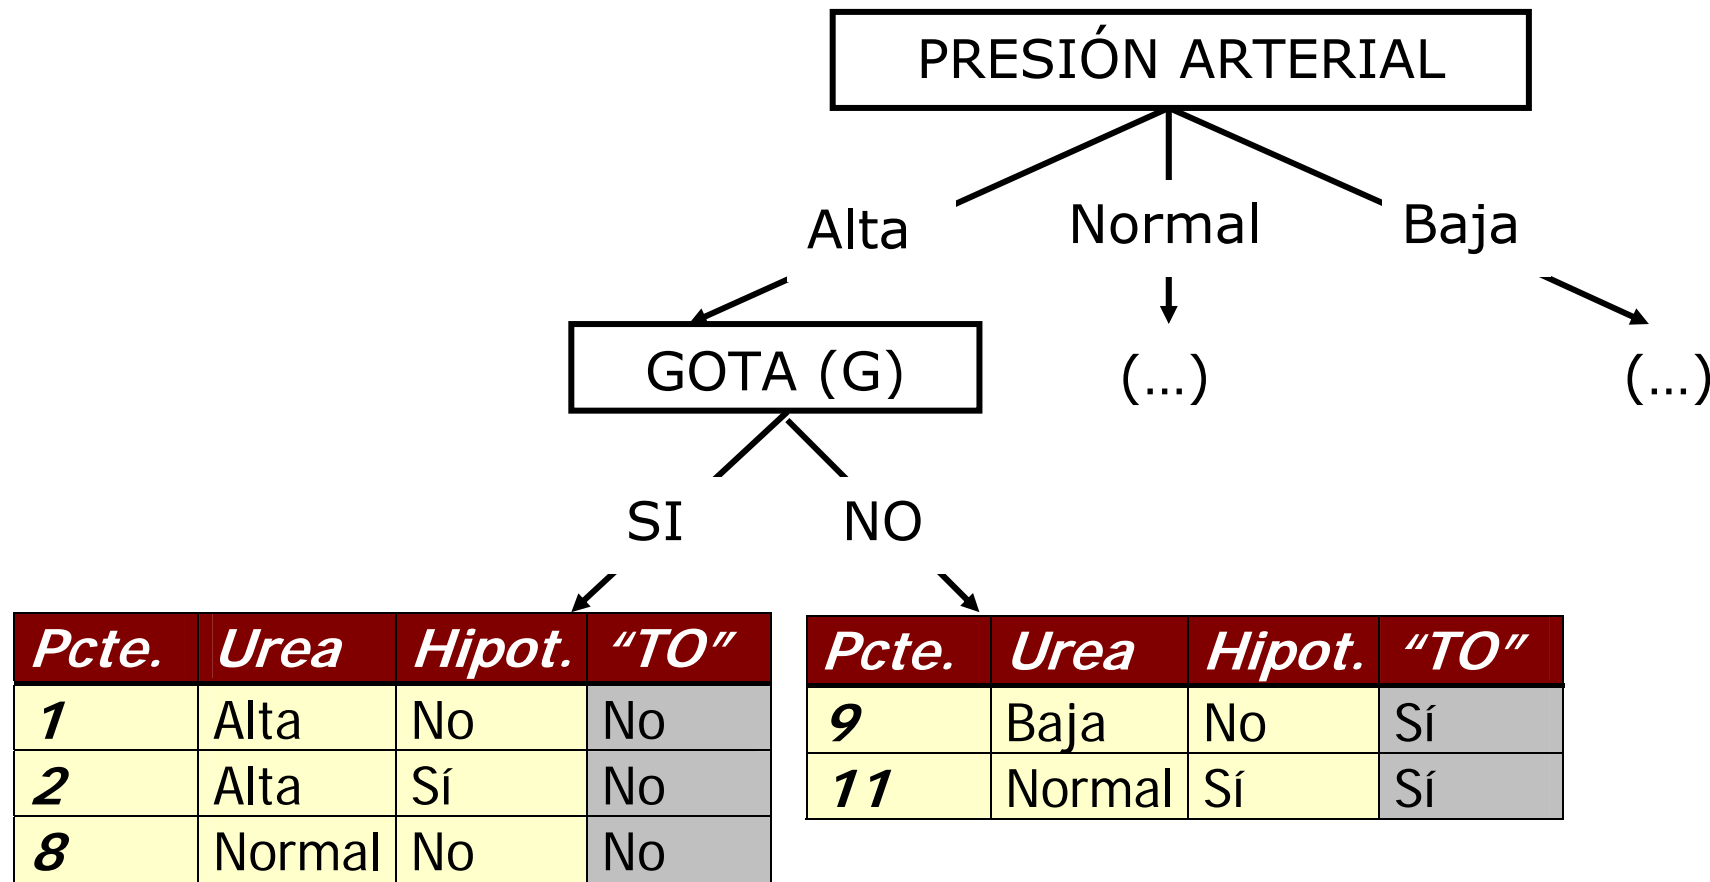 PRESIÓN ARTERIAL
Alta Normal Baja
GOTA (G) (...) (...)
SI NO
Pcte. Urea Hipot. “TO”
1 Alta No No
2 Alta Sí No
8 Normal No No
Pcte. Urea Hipot. “TO”
9 Baja No Sí
11 Normal Sí Sí